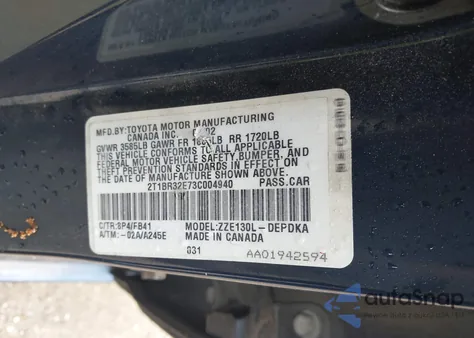 MFD.BY:TOYOTA MOTOR MANUFACTURING
CANADA INC. 02
GVWR 3585LB GAWR FR RR 1720LB
THIS VEHICLE CONFORMS TO ALL APPLICABLE
FEDERAL MOTOR VEHICLE SAFETY, BUMPER, AND
THEFT PREVENTION STANDARDS IN EFFECT ON
THE DATE OF MANUFACTURE SHOWN ABOVE.
2T1BR32E73C004940 PASS.CAR
C/TR:8P4/FB41 MODEL:ZZE130L-DEPDKA
A/TM:-02A/A245E MADE IN CANADA
831 AA01942594
autosnap